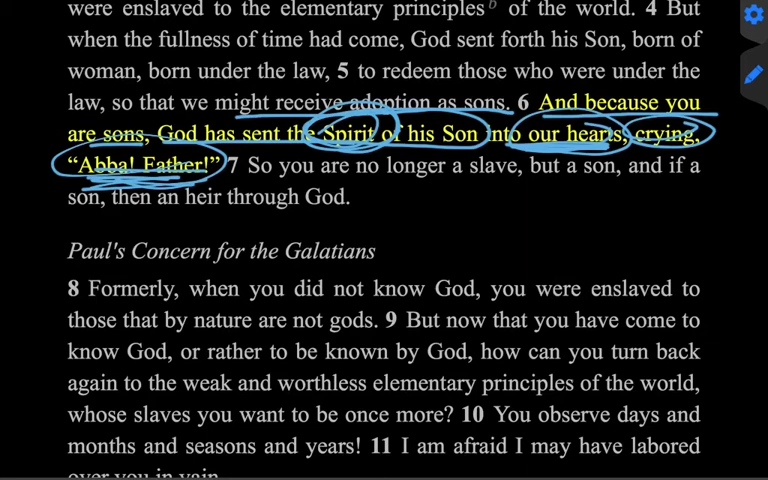 were enslaved to the elementary principles of the world. 4 But
when the fullness of time had come, God sent forth his Son, born of
woman, born under the law, 5 to redeem those who were under the
law, so that we might receive adoption as sons. 6 And because you
are sons, God has sent the Spirit of his Son into our hearts, crying,
“Abba! Father!” 7 So you are no longer a slave, but a son, and if a
son, then an heir through God.
Paul's Concern for the Galatians
8 Formerly, when you did not know God, you were enslaved to
those that by nature are not gods. 9 But now that you have come to
know God, or rather to be known by God, how can you turn back
again to the weak and worthless elementary principles of the world,
whose slaves you want to be once more? 10 You observe days and
months and seasons and years! 11 I am afraid I may have labored
over you in vain.